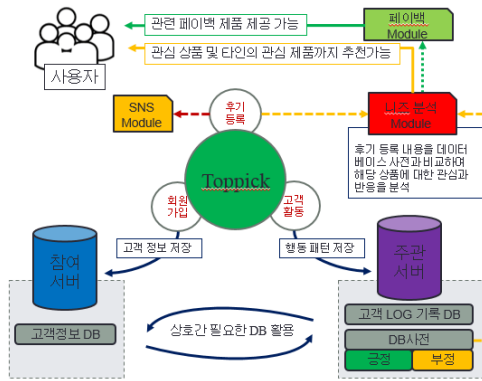 관련 페이백 제품 제공 가능
페이백
Module
관심 상품 및 타인의 관심 제품까지 추천가능
사용자
SNS
Module
후기
등록
니즈 분석
Module
후기 등록 내용을 데이터
베이스 사전과 비교하여
해당 상품에 대한 관심과
반응을 분석
Toppick
회원
가입
고객
활동
고객 정보 저장
행동 패턴 저장
참여
서버
주관
서버
고객정보 DB
상호간 필요한 DB 활용
고객 LOG 기록 DB
DB사전
긍정
부정